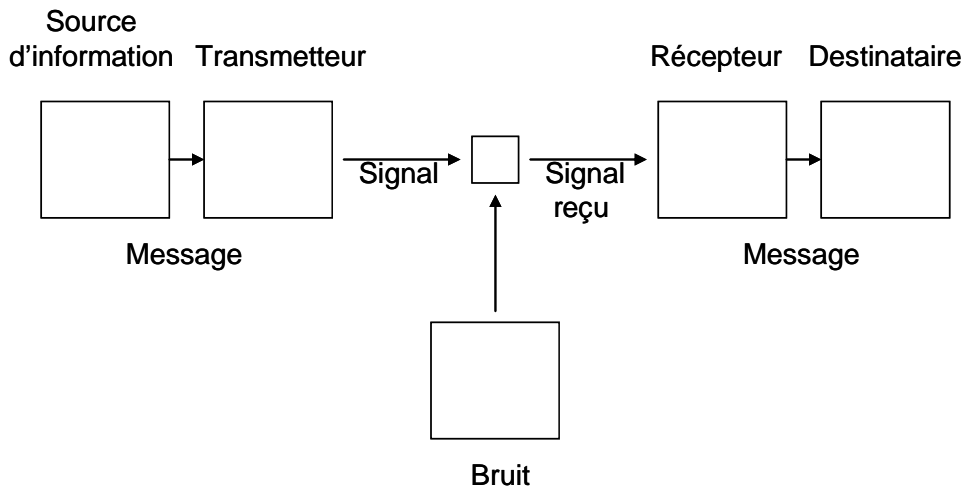 Source
d'information
Transmetteur
Récepteur
Destinataire
Signal
Signal
reçu
Message
Message
Bruit